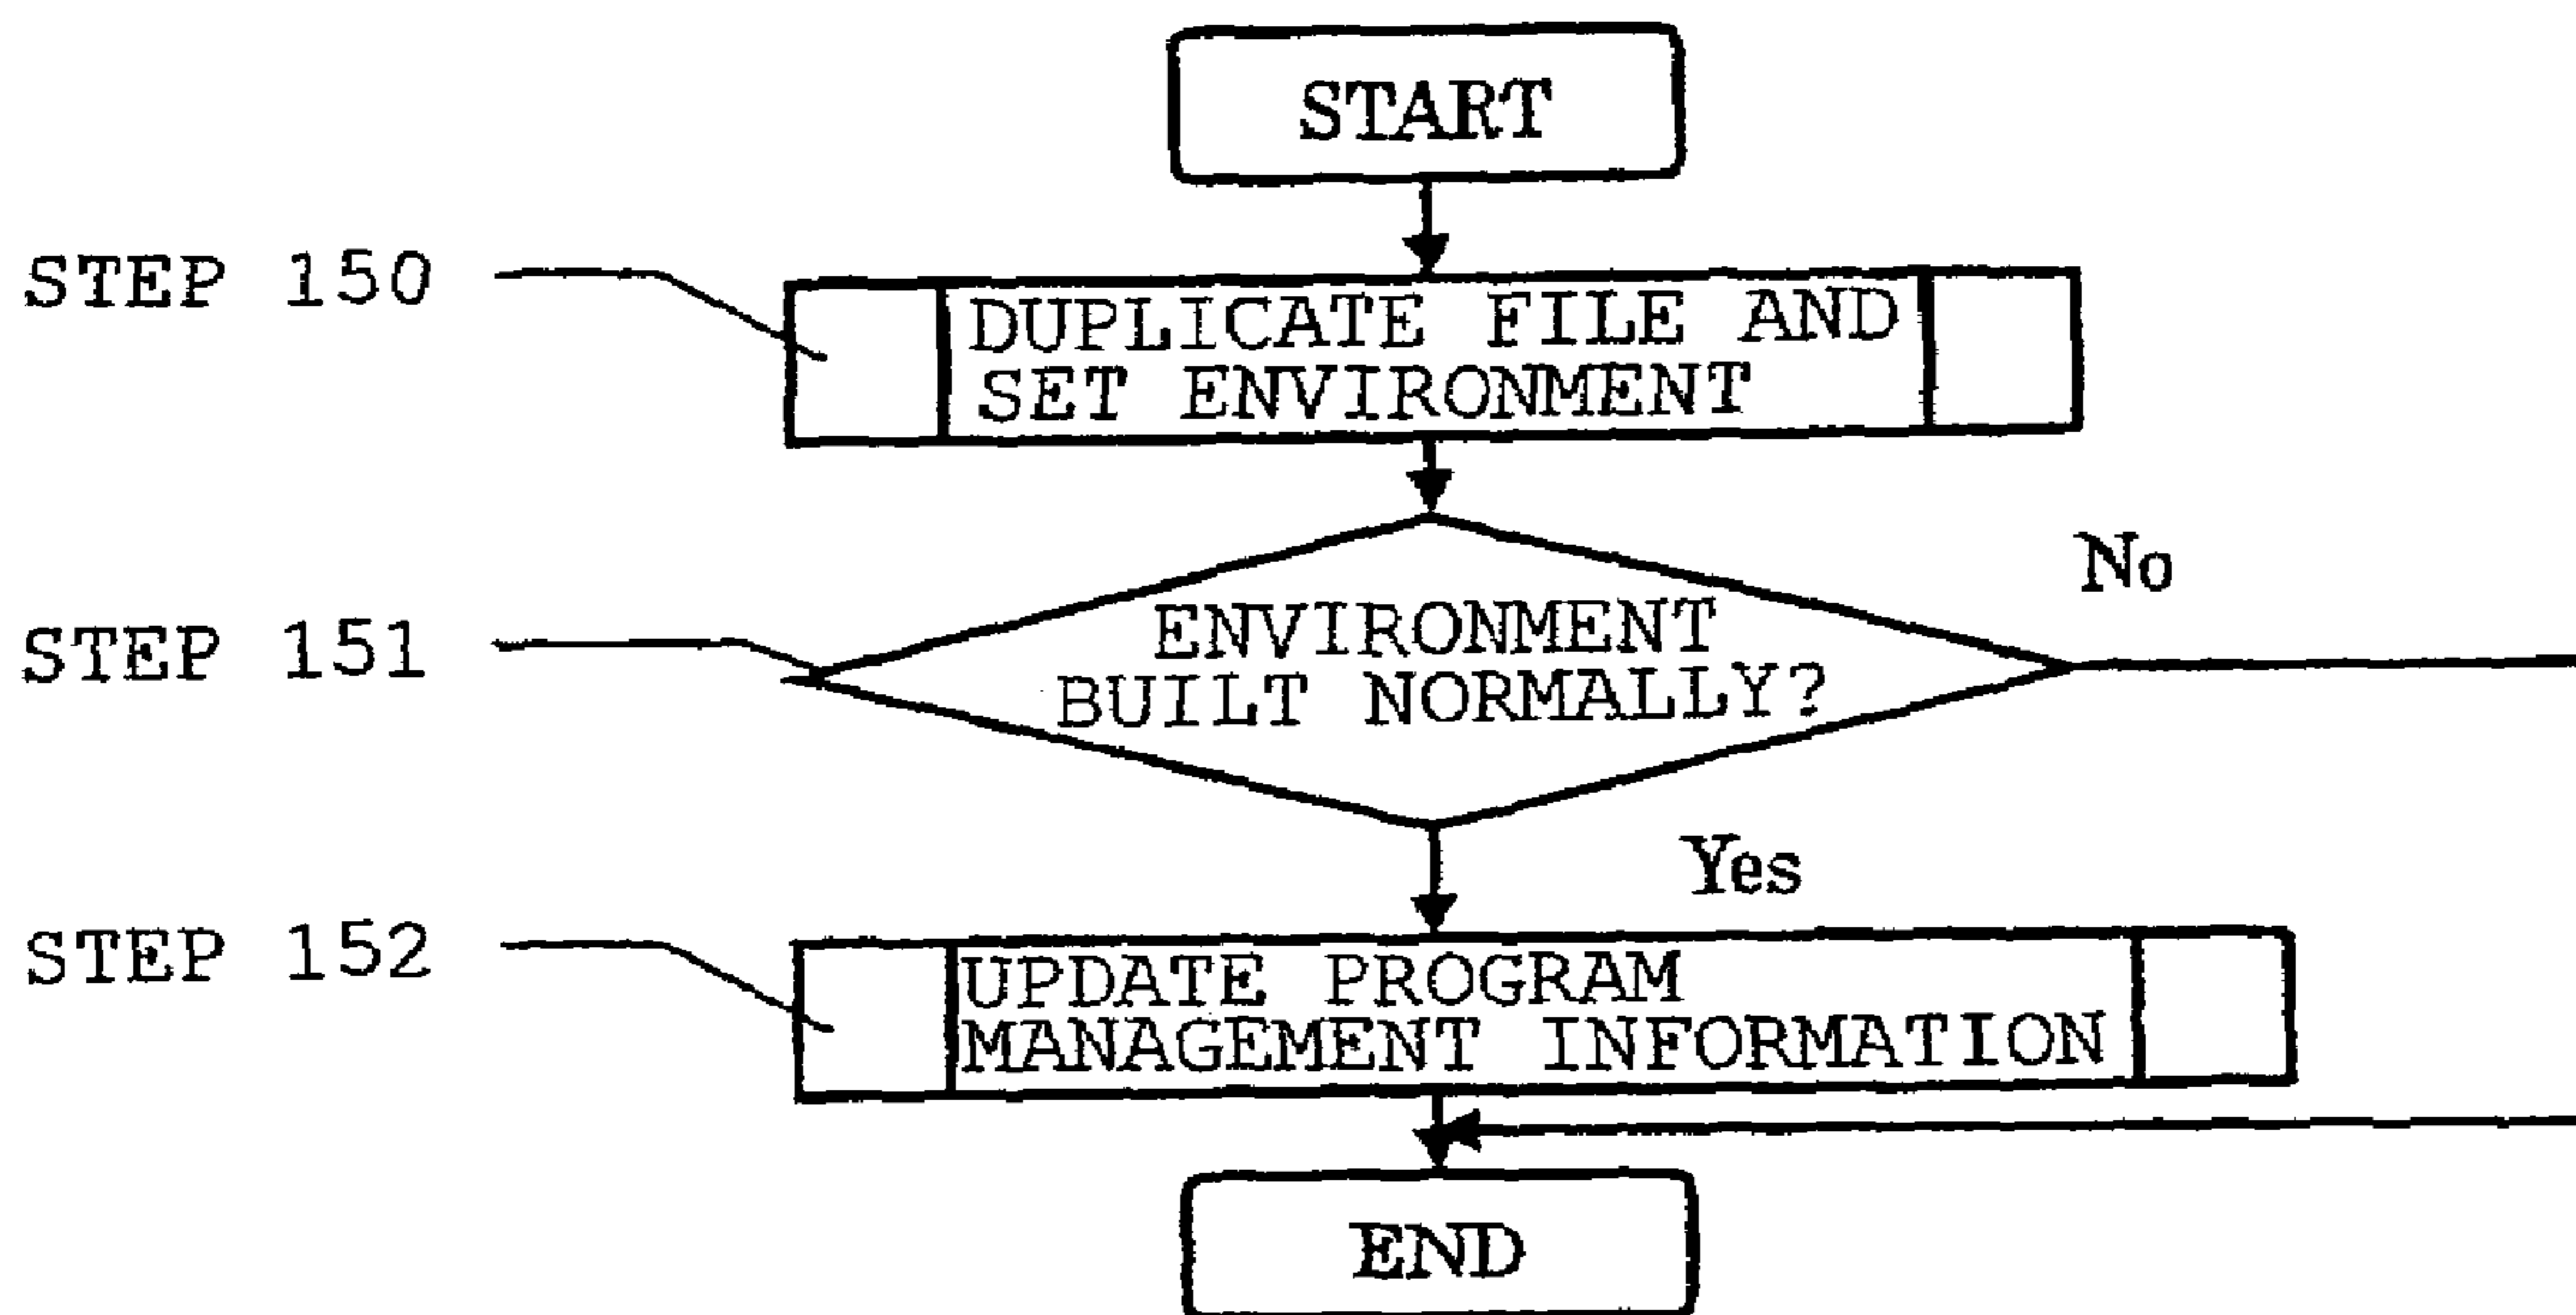 START
STEP 150
DUPLICATE FILE AND
SET ENVIRONMENT
No
STEP 151
ENVIRONMENT
BUILT NORMALLY?
Yes
STEP 152
UPDATE PROGRAM
MANAGEMENT INFORMATION
END